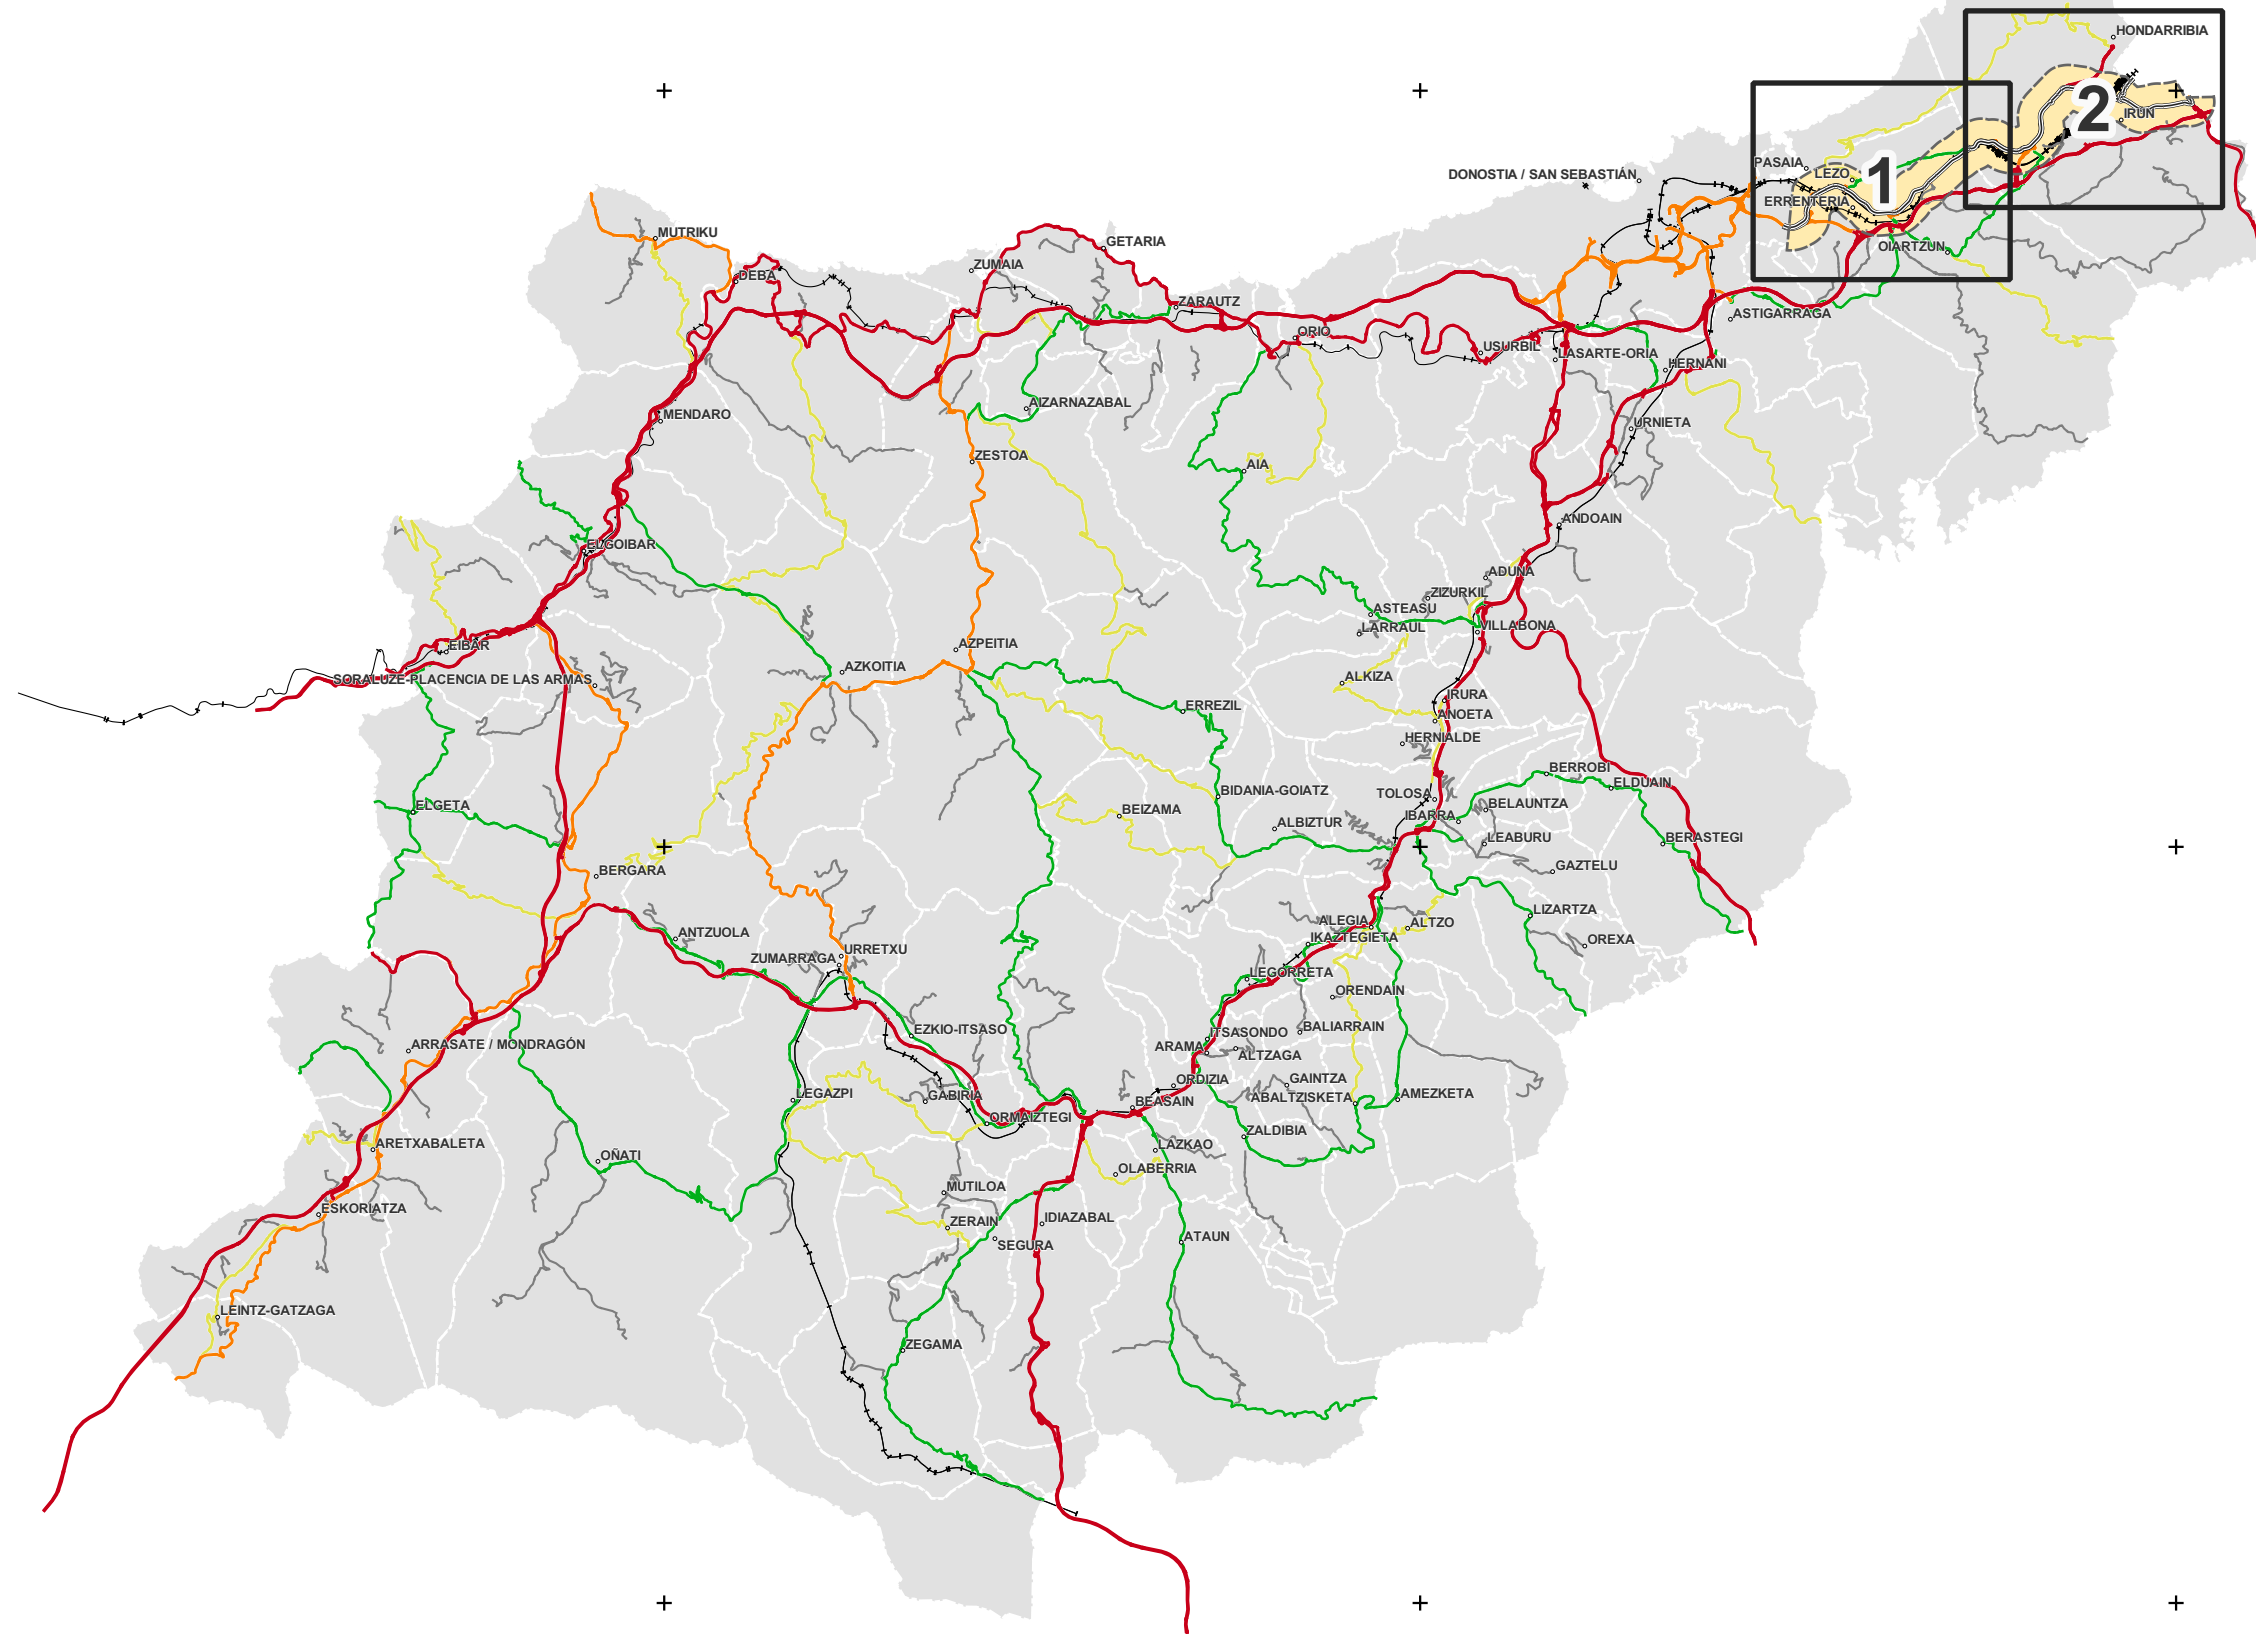 HONDARRIBIA
2
IRUN
PASAIA
LEZO
1
DONOSTIA / SAN SEBASTIÁN
ERRENTERIA
OIARTZUN
MUTRIKU
GETARIA
ZUMAIA
DEBA
ZARAUTZ
ASTIGARRAGA
ORIO
USURBIL
LASARTE-ORIA
HERNANI
AIZARNAZABAL
MENDARO
URNIETA
ZESTOA
AIA
ANDOAIN
ELGOIBAR
ADUNA
ZIZURKIL
ASTEASU
LARRAUL
VILLABONA
EIBAR
AZPEITIA
AZKOITIA
SORALUZE-PLACENCIA DE LAS ARMAS
ALKIZA
IRURA
ERREZIL
ANOETA
HERNIALDE
BERROBI
ELDUAIN
BIDANIA-GOIATZ
TOLOSA
ELGETA
BEIZAMA
BELAUNTZA
ALBIZTUR
IBARRA
LEABURU
BERASTEGI
GAZTELU
BERGARA
LIZARTZA
ALEGIA
ALTZO
ANTZUOLA
IKAZTEGIETA
OREXA
URRETXU
ZUMARRAGA
LEGORRETA
ORENDAIN
EZKIO-ITSASO
BALIARRAIN
ITSASONDO
ARRASATE / MONDRAGÓN
ARAMA
ALTZAGA
ORDIZIA
GAINTZA
LEGAZPI
GABIRIA
ABALTZISKETA
AMEZKETA
BEASAIN
ORMAIZTEGI
ZALDIBIA
ARETXABALETA
LAZKAO
OÑATI
OLABERRIA
MUTILOA
ESKORIATZA
IDIAZABAL
ZERAIN
ATAUN
SEGURA
LEINTZ-GATZAGA
ZEGAMA